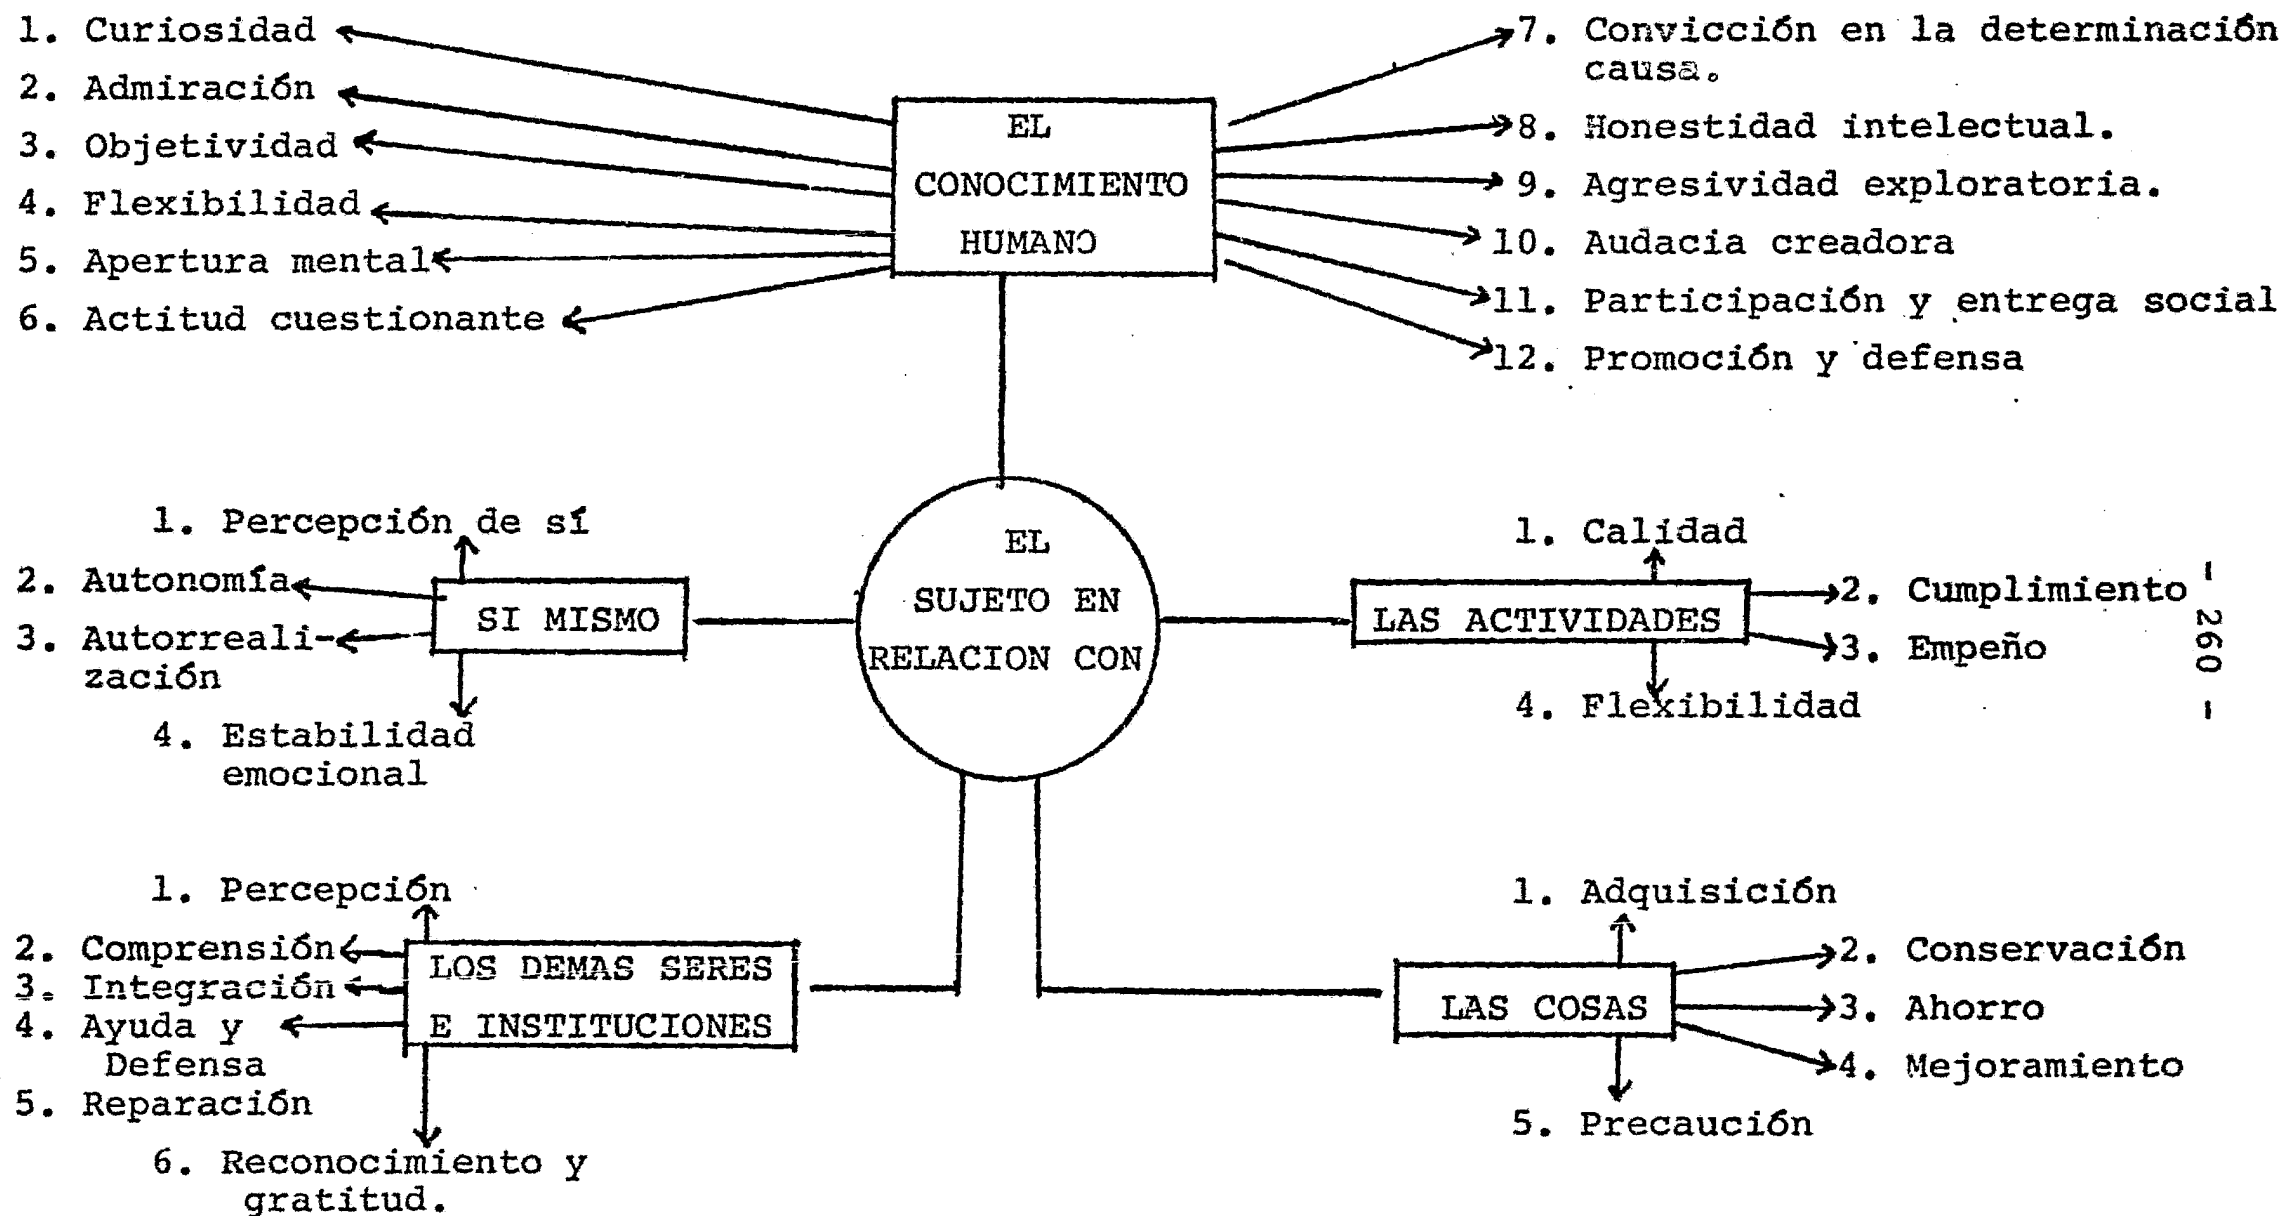 1. Curiosidad
2. Admiración
3. Objetividad
4. Flexibilidad
5. Apertura mental
6. Actitud cuestionante
EL
CONOCIMIENTO
HUMANO
7. Convicción en la determinación
causa.
8. Honestidad intelectual.
9. Agresividad exploratoria.
10. Audacia creadora
11. Participación y entrega social
12. Promoción y defensa
1. Percepción de sí
2. Autonomía
3. Autorreali-
zación
4. Estabilidad
emocional
SI MISMO
EL
SUJETO EN
RELACION CON
LAS ACTIVIDADES
1. Calidad
2. Cumplimiento
3. Empeño
4. Flexibilidad
- 260 -
1. Percepción
2. Comprensión
3. Integración
4. Ayuda y
Defensa
5. Reparación
6. Reconocimiento y
gratitud.
LOS DEMAS SERES
E INSTITUCIONES
LAS COSAS
1. Adquisición
2. Conservación
3. Ahorro
4. Mejoramiento
5. Precaución